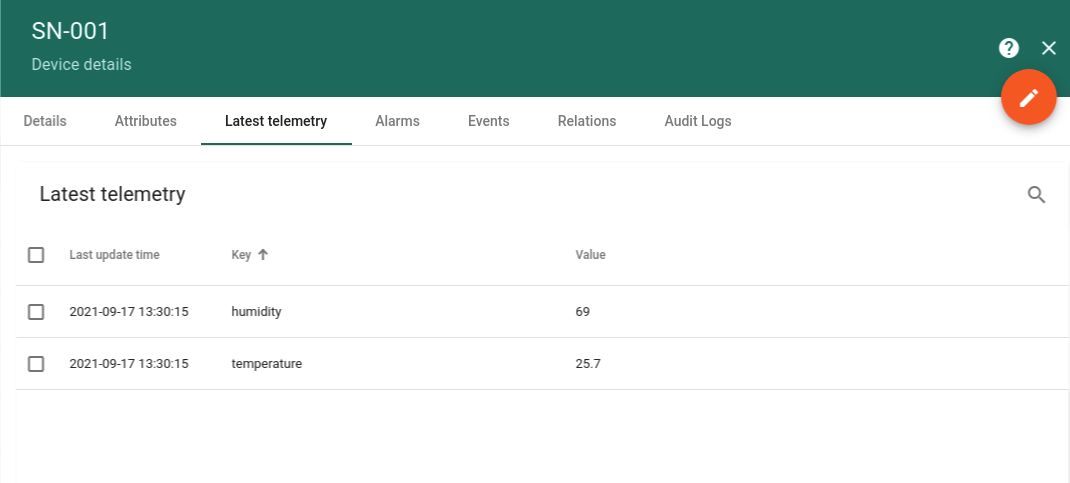 SN-001
Device details
Details Attributes Latest telemetry Alarms Events Relations Audit Logs
Latest telemetry
Last update time Key Value
2021-09-17 13:30:15 humidity 69
2021-09-17 13:30:15 temperature 25.7